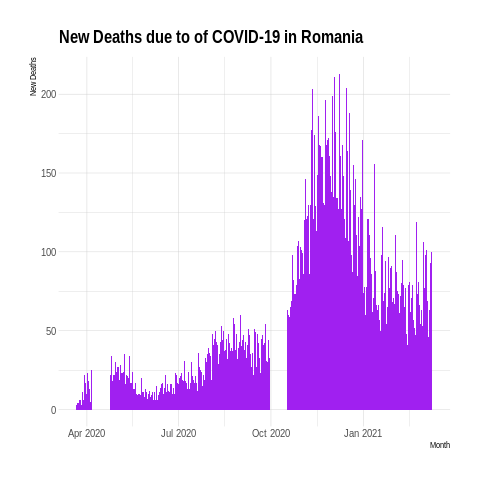 New Deaths due to of COVID-19 in Romania
New Deaths
200
150
100
50
0
Apr 2020
Jul 2020
Oct 2020
Jan 2021
Month